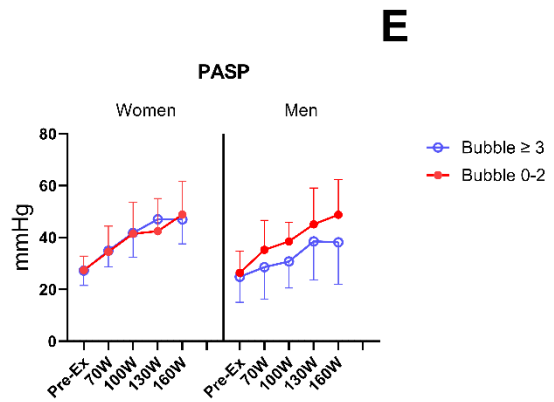 E
PASP
Women Men
80
60
40
20
0
mmHg
Bubble ≥ 3
Bubble 0-2
Pre-Ex 70W 100W 130W 160W Pre-Ex 70W 100W 130W 160W